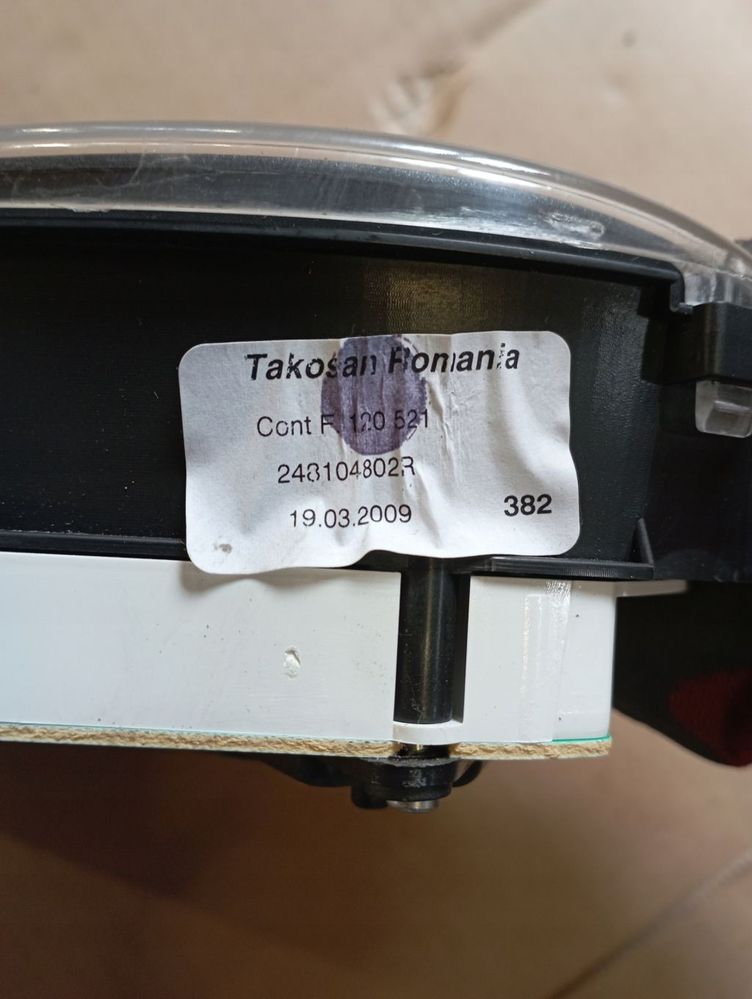 Takosan Romania
Cont F. 120 521
248104802R
19.03.2009
382